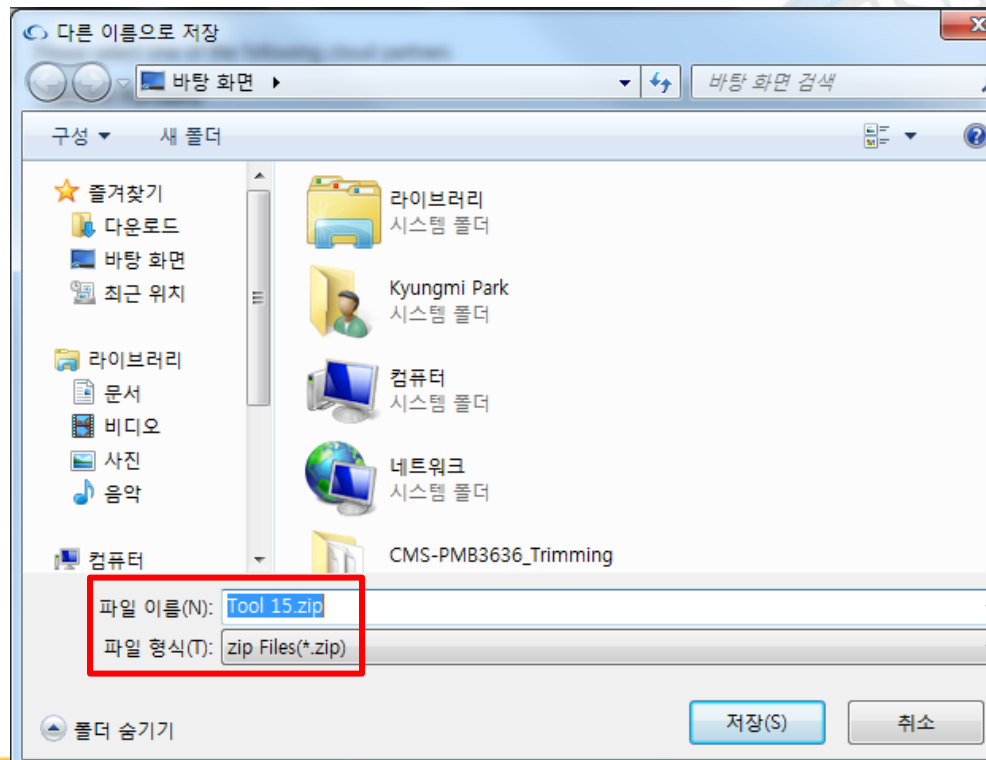 다른 이름으로 저장
바탕 화면
바탕 화면 검색
구성
새 폴더
즐겨찾기
다운로드
바탕 화면
최근 위치
라이브러리
문서
비디오
사진
음악
컴퓨터
라이브러리
시스템 폴더
Kyungmi Park
시스템 폴더
컴퓨터
시스템 폴더
네트워크
시스템 폴더
CMS-PMB3636_Trimming
파일 이름(N): Tool 15.zip
파일 형식(T): zip Files(*.zip)
폴더 숨기기
저장(S)
취소